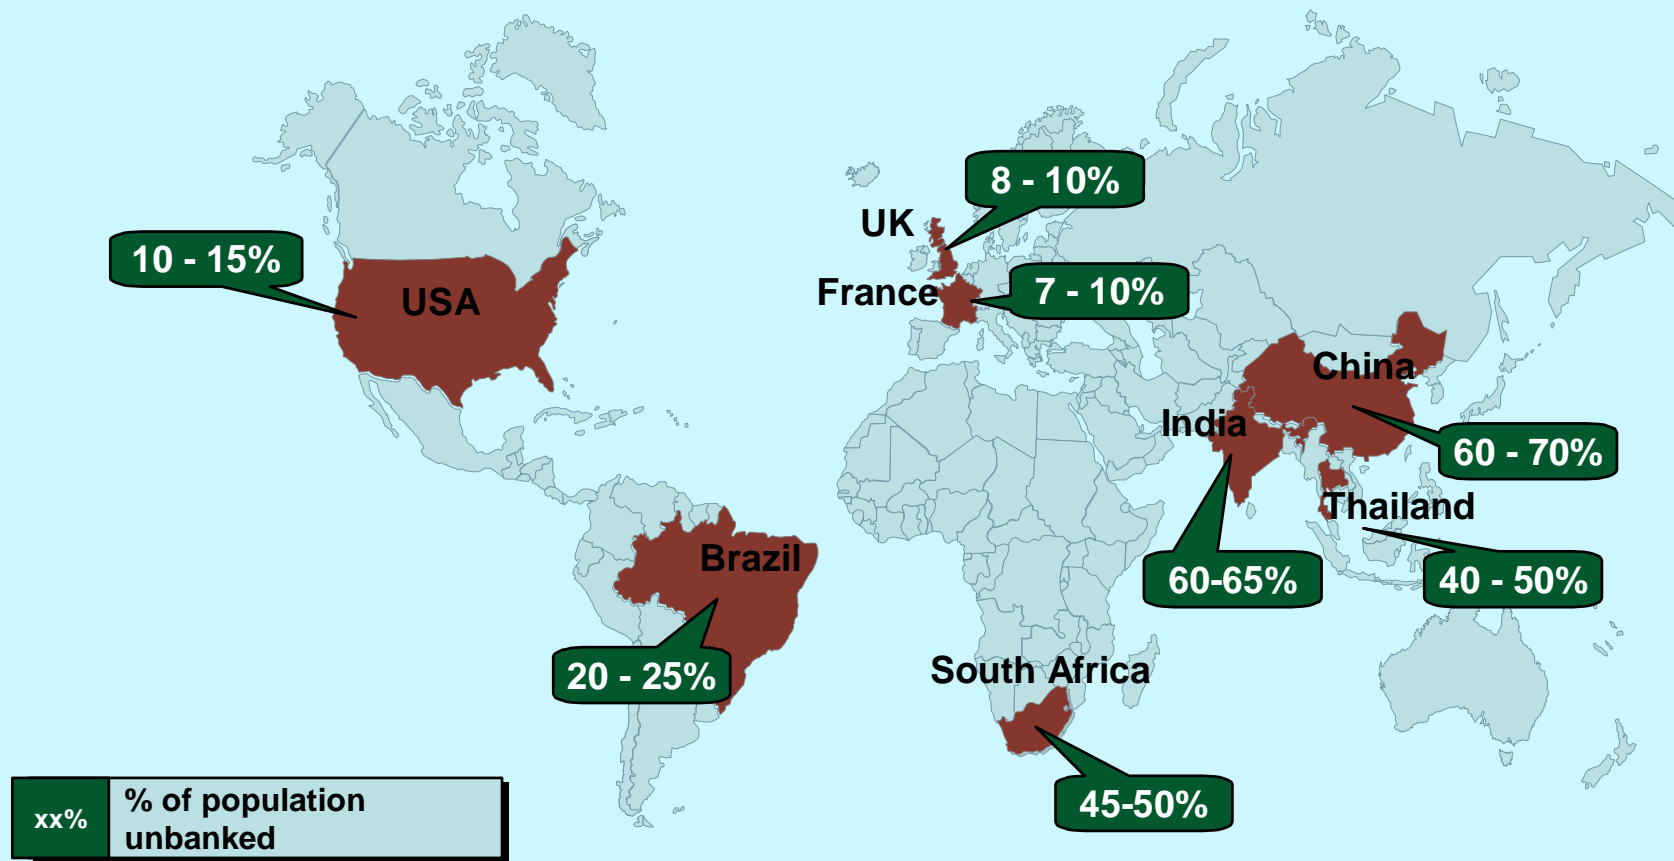 8 - 10%
UK
10 - 15%
USA
France
7 - 10%
China
India
60 - 70%
Thailand
Brazil
60-65%
40 - 50%
20 - 25%
South Africa
45-50%
xx%
% of population
unbanked